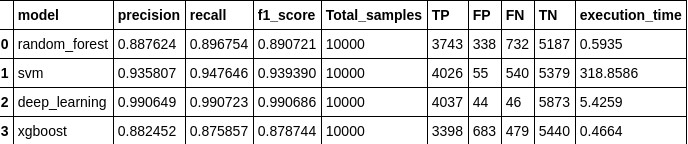 model precision recall f1_score Total_samples TP FP FN TN execution_time
0 random_forest 0.887624 0.896754 0.890721 10000 3743 338 732 5187 0.5935
1 svm 0.935807 0.947646 0.939390 10000 4026 55 540 5379 318.8586
2 deep_learning 0.990649 0.990723 0.990686 10000 4037 44 46 5873 5.4259
3 xgboost 0.882452 0.875857 0.878744 10000 3398 683 479 5440 0.4664